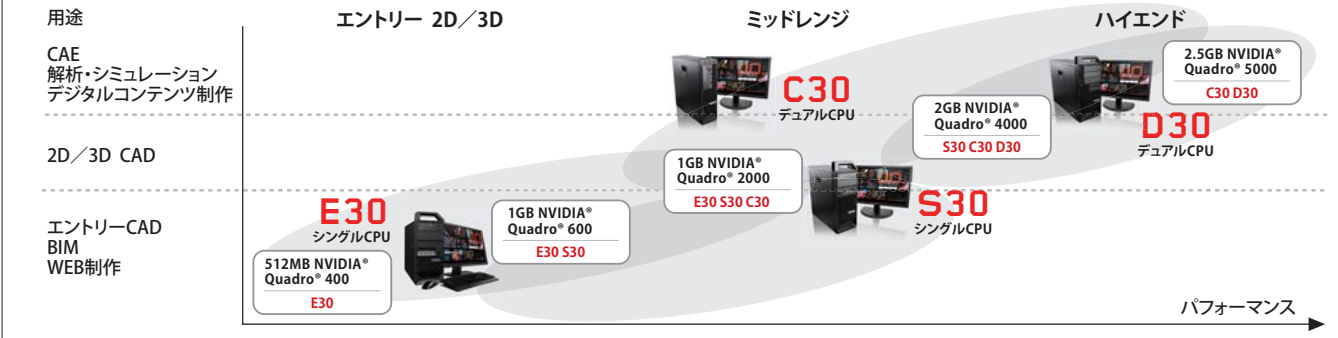 用途
エントリー 2D／3D
ミッドレンジ
ハイエンド
CAE
解析・シミュレーション
デジタルコンテンツ制作
2.5GB NVIDIA®
Quadro® 5000
C30 D30
C30
デュアルCPU
2GB NVIDIA®
Quadro® 4000
S30 C30 D30
D30
デュアルCPU
2D／3D CAD
1GB NVIDIA®
Quadro® 2000
E30 S30 C30
S30
シングルCPU
エントリーCAD
BIM
WEB制作
E30
シングルCPU
1GB NVIDIA®
Quadro® 600
E30 S30
512MB NVIDIA®
Quadro® 400
E30
パフォーマンス